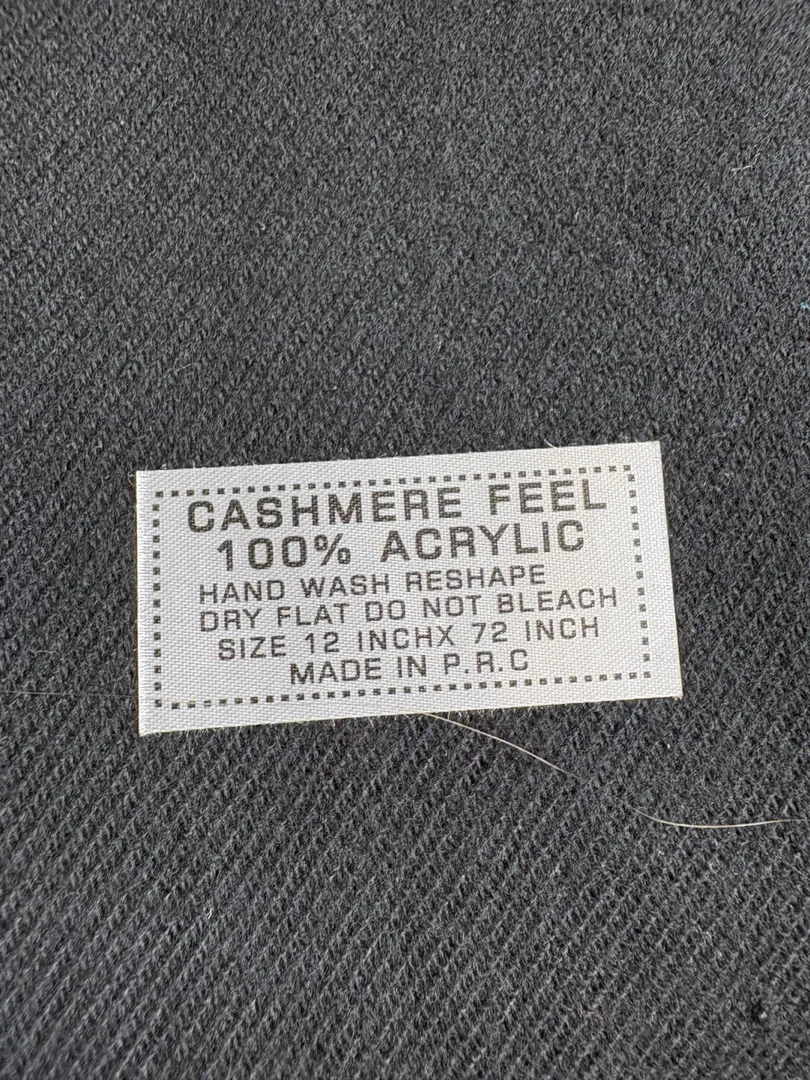 CASHMERE FEEL
100% ACRYLIC
HAND WASH RESHAPE
DRY FLAT DO NOT BLEACH
SIZE 12 INCHX 72 INCH
MADE IN P.R.C